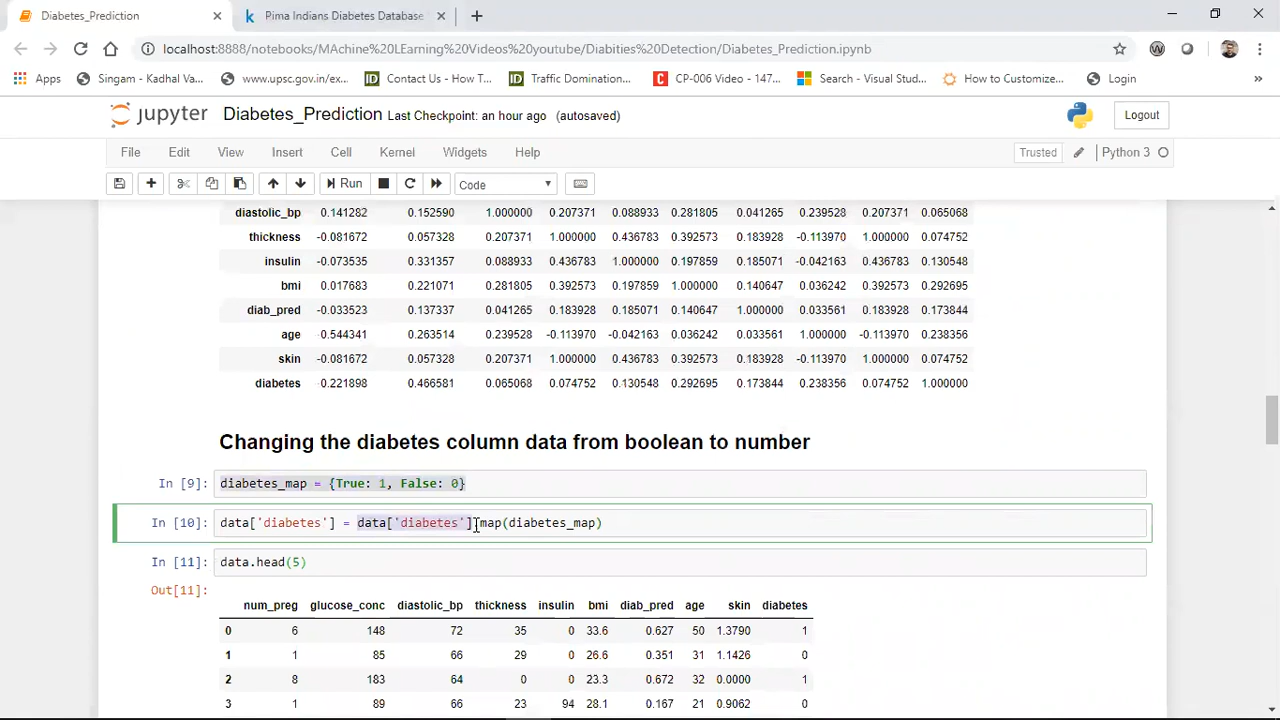 Diabetes_Prediction
Pima Indians Diabetes Database
localhost:8888/notebooks/MAchine%20LEarning%20Videos%20youtube/Diabities%20Detection/Diabetes_Prediction.ipynb
Apps Singam - Kadhal Va... www.upsc.gov.in/ex... Contact Us - How T... Traffic Domination... CP-006 Video - 147... Search - Visual Stud... How to Customize... Login »
jupyter Diabetes_Prediction Last Checkpoint: an hour ago (autosaved) Logout
File Edit View Insert Cell Kernel Widgets Help Trusted Python 3
Run Code
diastolic_bp 0.141282 0.152590 1.000000 0.207371 0.088933 0.281805 0.041265 0.239528 0.207371 0.065068
thickness -0.081672 0.057328 0.207371 1.000000 0.436783 0.392573 0.183928 -0.113970 1.000000 0.074752
insulin -0.073535 0.331357 0.088933 0.436783 1.000000 0.197859 0.185071 -0.042163 0.436783 0.130548
bmi 0.017683 0.221071 0.281805 0.392573 0.197859 1.000000 0.140647 0.036242 0.392573 0.292695
diab_pred -0.033523 0.137337 0.041265 0.183928 0.185071 0.140647 1.000000 0.033561 0.183928 0.173844
age -0.544341 0.263514 0.239528 -0.113970 -0.042163 0.036242 0.033561 1.000000 -0.113970 0.238356
skin -0.081672 0.057328 0.207371 1.000000 0.436783 0.392573 0.183928 -0.113970 1.000000 0.074752
diabetes -0.221898 0.466581 0.065068 0.074752 0.130548 0.292695 0.173844 0.238356 0.074752 1.000000
Changing the diabetes column data from boolean to number
In [9]: diabetes_map = {True: 1, False: 0}
In [10]: data['diabetes'] = data['diabetes'].map(diabetes_map)
In [11]: data.head(5)
Out[11]:
num_preg glucose_conc diastolic_bp thickness insulin bmi diab_pred age skin diabetes
0 6 148 72 35 0 33.6 0.627 50 1.3790 1
1 1 85 66 29 0 26.6 0.351 31 1.1426 0
2 8 183 64 0 0 23.3 0.672 32 0.0000 1
3 1 89 66 23 94 28.1 0.167 21 0.9062 0